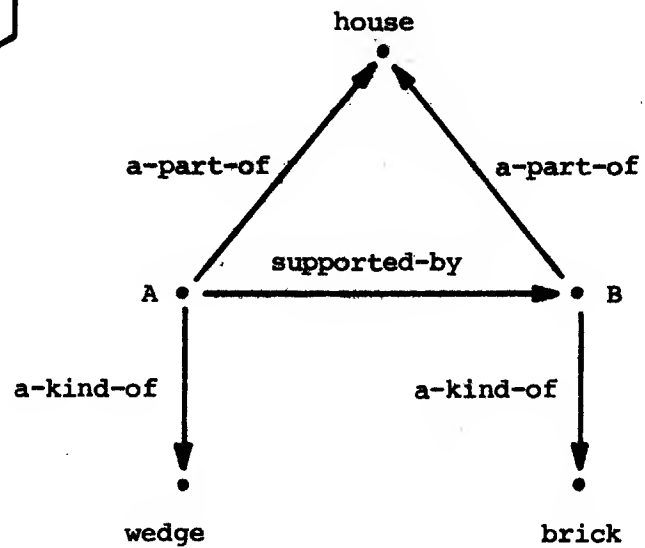 house
a-part-of
a-part-of
supported-by
A
B
a-kind-of
a-kind-of
wedge
brick